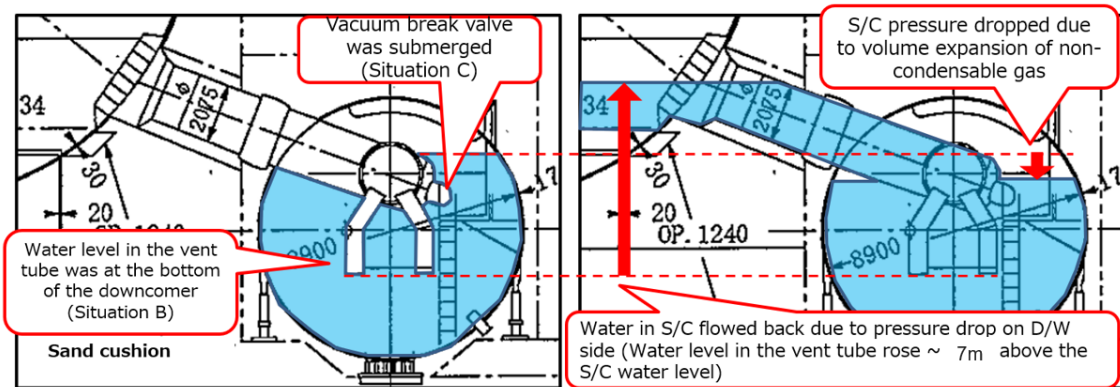 Vacuum break valve
was submerged
(Situation C)
34
φ
2075
30
20
8900
17
Water level in the vent
tube was at the bottom
of the downcomer
(Situation B)
Sand cushion
S/C pressure dropped due
to volume expansion of non-
condensable gas
34
φ
2075
30
20
OP. 1240
8900
17
Water in S/C flowed back due to pressure drop on D/W
side (Water level in the vent tube rose ~ 7m above the
S/C water level)